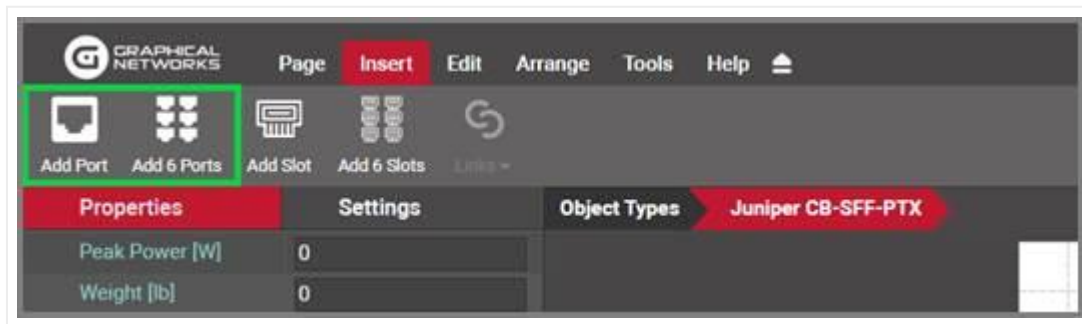 GRAPHICAL
NETWORKS
Page Insert Edit Arrange Tools Help
Add Port Add 6 Ports Add Slot Add 6 Slots Links
Properties Settings Object Types Juniper CB-SFF-PTX
Peak Power [W] 0
Weight [lb] 0